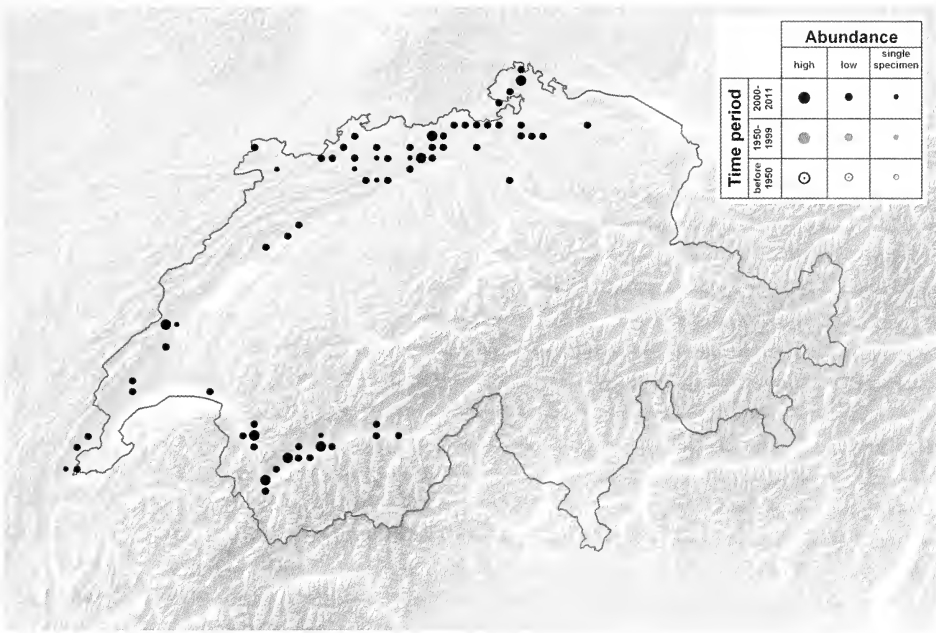 Abundance
high low single specimen
Time period
2000-
2011
1950-
1999
before
1950